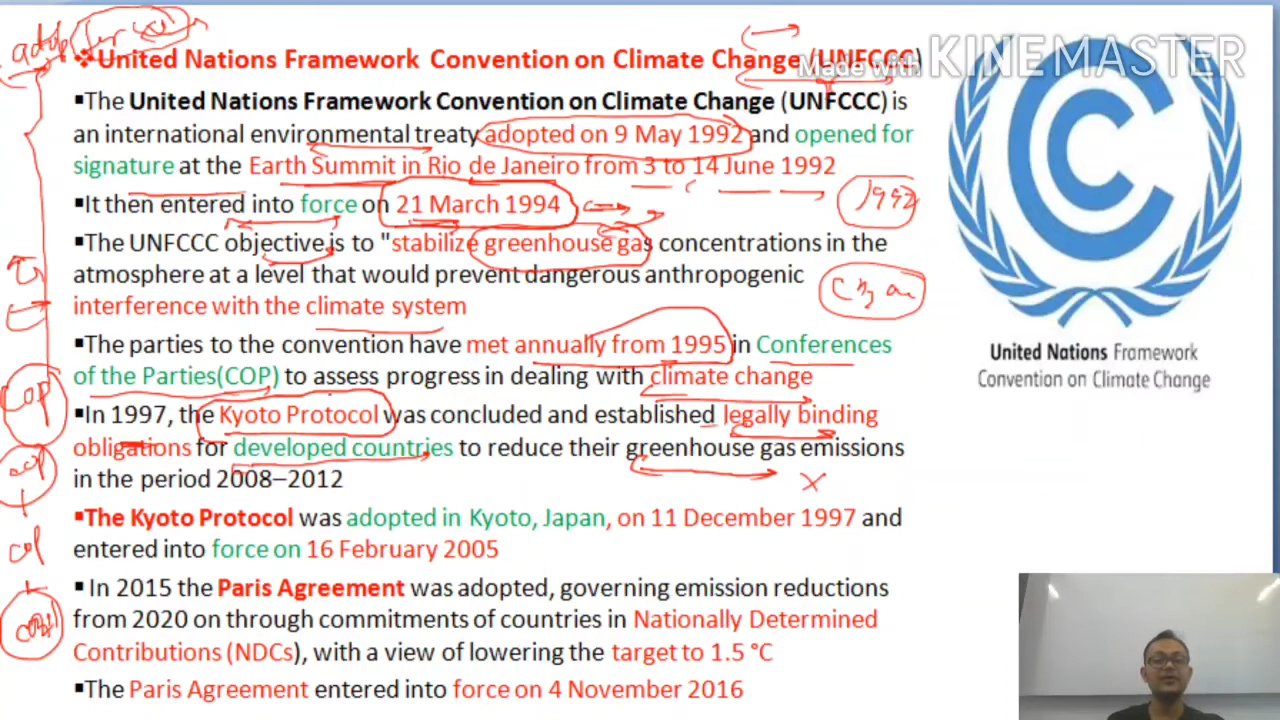 ❖United Nations Framework Convention on Climate Change (UNFCCC)
Made with KINEMASTER
▪The United Nations Framework Convention on Climate Change (UNFCCC) is
an international environmental treaty adopted on 9 May 1992 and opened for
signature at the Earth Summit in Rio de Janeiro from 3 to 14 June 1992
1992
▪It then entered into force on 21 March 1994
▪The UNFCCC objective is to "stabilize greenhouse gas concentrations in the
atmosphere at a level that would prevent dangerous anthropogenic
interference with the climate system
▪The parties to the convention have met annually from 1995 in Conferences
of the Parties(COP) to assess progress in dealing with climate change
COP
▪In 1997, the Kyoto Protocol was concluded and established legally binding
obligations for developed countries to reduce their greenhouse gas emissions
in the period 2008–2012
▪The Kyoto Protocol was adopted in Kyoto, Japan, on 11 December 1997 and
entered into force on 16 February 2005
▪ In 2015 the Paris Agreement was adopted, governing emission reductions
from 2020 on through commitments of countries in Nationally Determined
Contributions (NDCs), with a view of lowering the target to 1.5 °C
▪The Paris Agreement entered into force on 4 November 2016
United Nations Framework
Convention on Climate Change